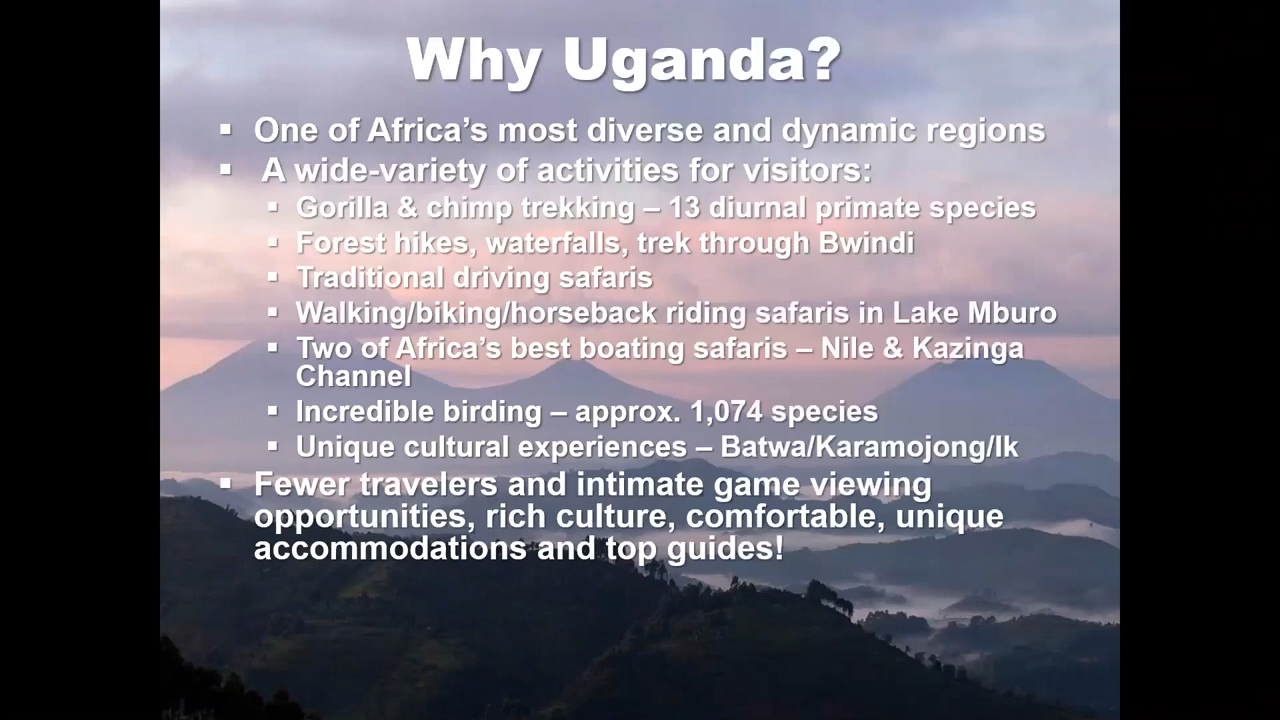 Why Uganda?
▪ One of Africa's most diverse and dynamic regions
▪ A wide-variety of activities for visitors:
▪ Gorilla & chimp trekking – 13 diurnal primate species
▪ Forest hikes, waterfalls, trek through Bwindi
▪ Traditional driving safaris
▪ Walking/biking/horseback riding safaris in Lake Mburo
▪ Two of Africa's best boating safaris – Nile & Kazinga
Channel
▪ Incredible birding – approx. 1,074 species
▪ Unique cultural experiences – Batwa/Karamojong/Ik
▪ Fewer travelers and intimate game viewing
opportunities, rich culture, comfortable, unique
accommodations and top guides!